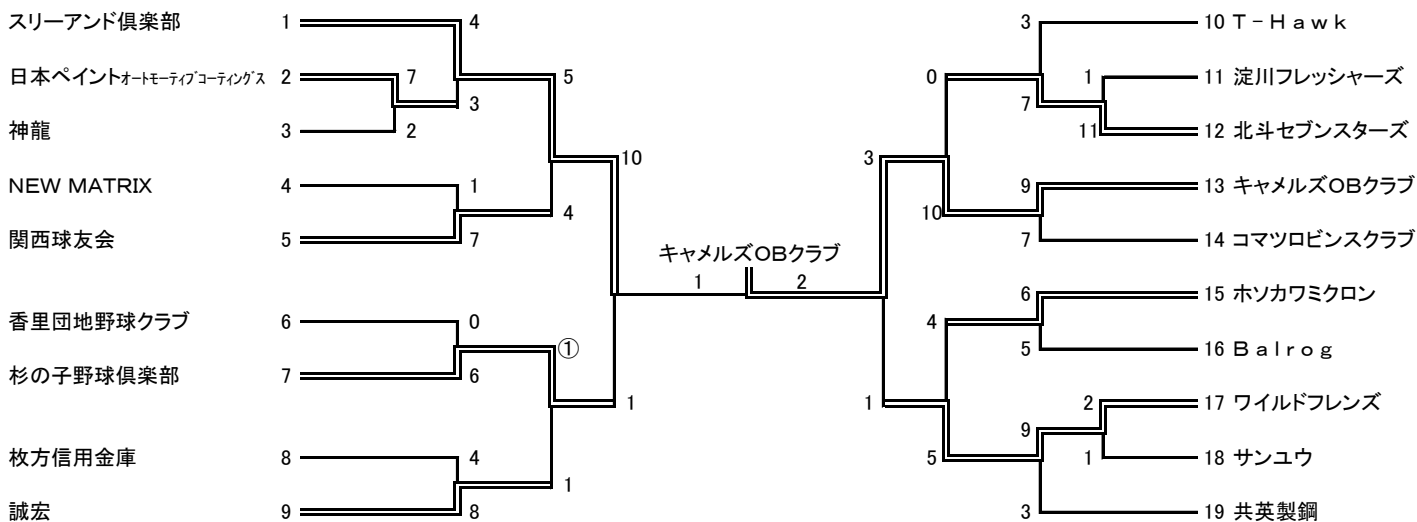 スリーアンド倶楽部 1 4
日本ペイントオートモーティブコーティングス 2 7
3
神龍 3 2
5
NEW MATRIX 4 1
関西球友会 5 7
4
10
香里団地野球クラブ 6 0
杉の子野球倶楽部 7 6
①
枚方信用金庫 8 4
誠宏 9 8
1
1
キャメルズOBクラブ
1 2
3 10 T-Hawk
1 11 淀川フレッシャーズ
11 12 北斗セブンスターズ
7
0
9 13 キャメルズOBクラブ
7 14 コマツロビンスクラブ
10
3
6 15 ホソカワミクロン
5 16 Balrog
4
2 17 ワイルドフレンズ
1 18 サンユウ
9
3 19 共英製鋼
5
1